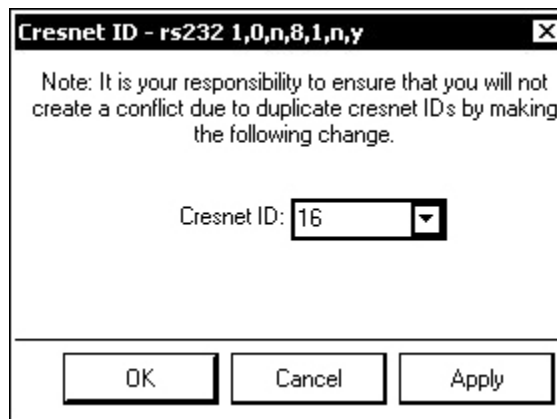 Cresnet ID - rs232 1,0,n,8,1,n,y
Note: It is your responsibility to ensure that you will not
create a conflict due to duplicate cresnet IDs by making
the following change.
Cresnet ID: 16
OK Cancel Apply